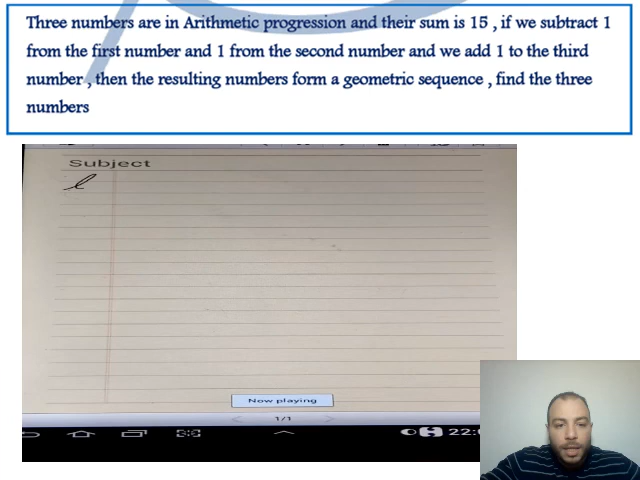 Three numbers are in Arithmetic progression and their sum is 15 , if we subtract 1
from the first number and 1 from the second number and we add 1 to the third
number , then the resulting numbers form a geometric sequence , find the three
numbers
Subject
l
Now playing
1/1